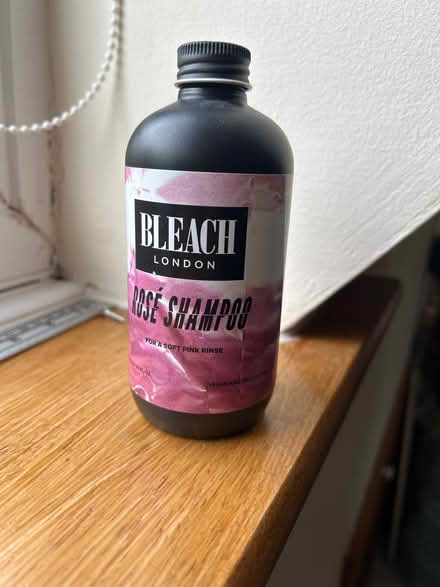 BLEACH
LONDON
ROSÉ SHAMPOO
FOR A SOFT PINK RINSE